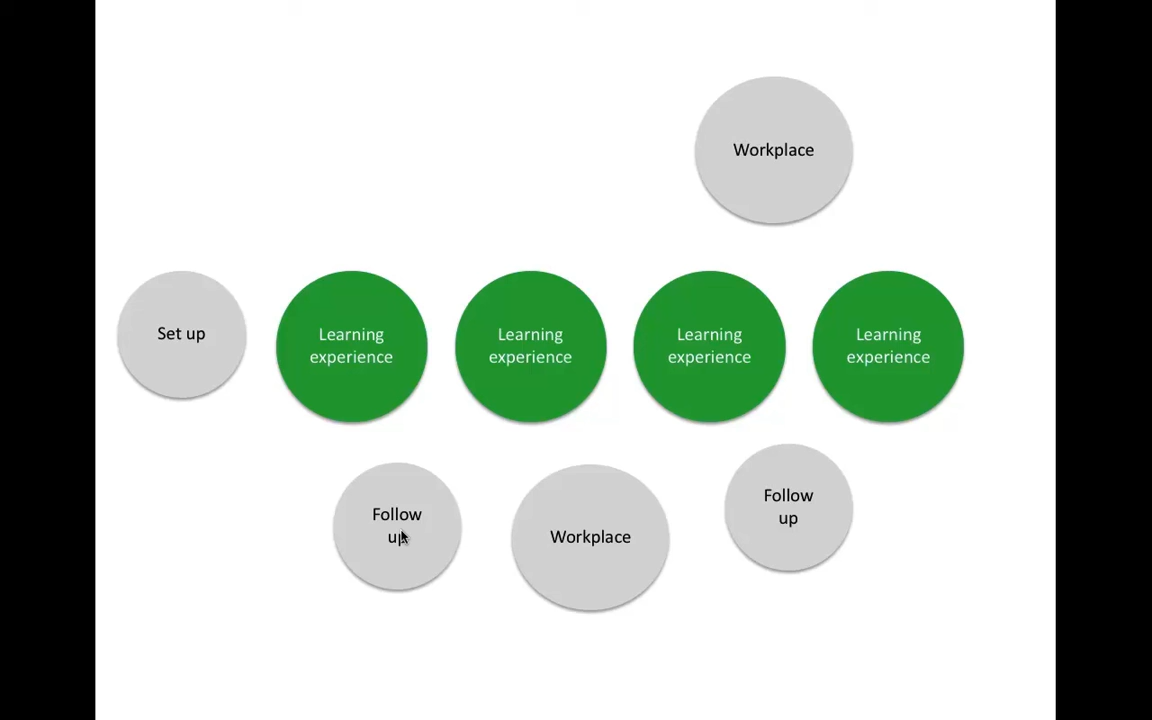 Workplace
Set up
Learning
experience
Learning
experience
Learning
experience
Learning
experience
Follow
up
Workplace
Follow
up